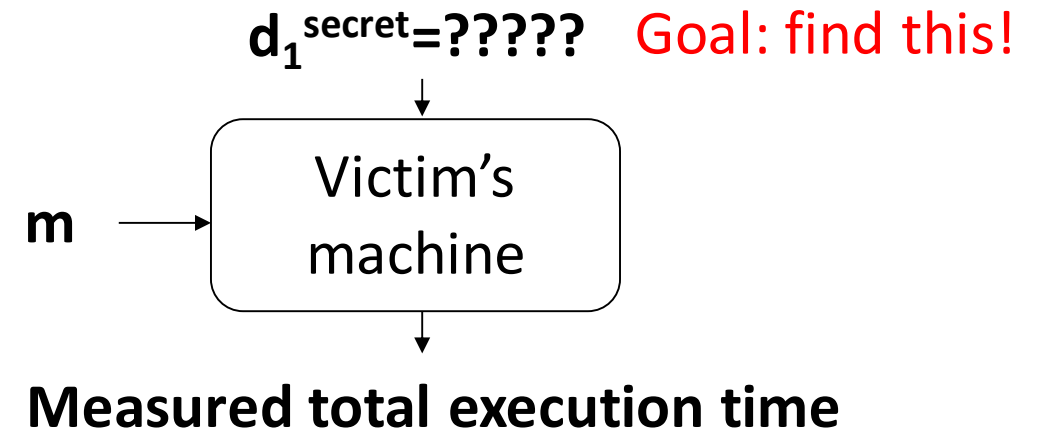 d₁ˢᵉᶜʳᵉᵗ=????? Goal: find this!
Victim’s
machine
m
Measured total execution time